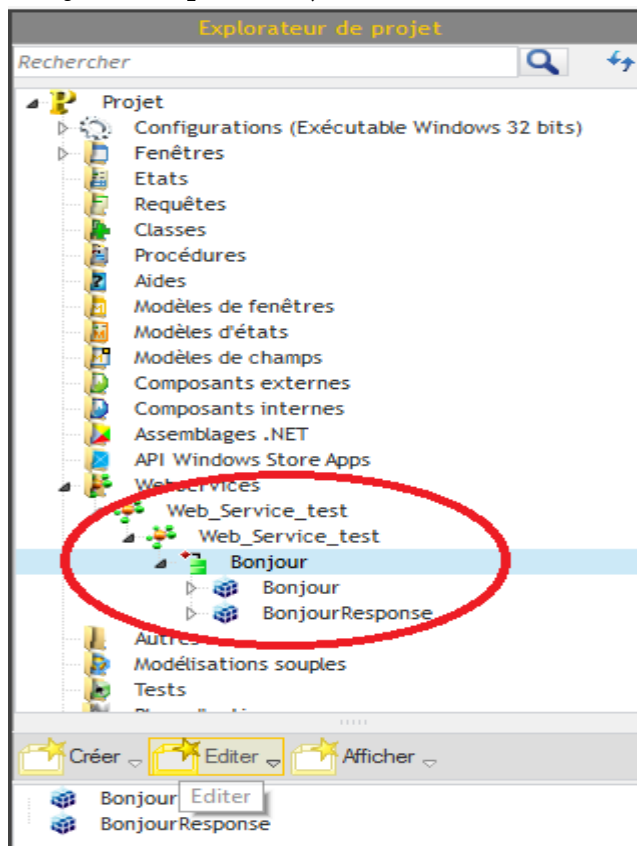 Explorateur de projet
Rechercher
Projet
Configurations (Exécutable Windows 32 bits)
Fenêtres
Etats
Requêtes
Classes
Procédures
Aides
Modèles de fenêtres
Modèles d'états
Modèles de champs
Composants externes
Composants internes
Assemblages .NET
API Windows Store Apps
Webservices
Web_Service_test
Web_Service_test
Bonjour
Bonjour
BonjourResponse
Autres
Modélisations souples
Tests
Créer Editer Afficher
Bonjour Editer
BonjourResponse